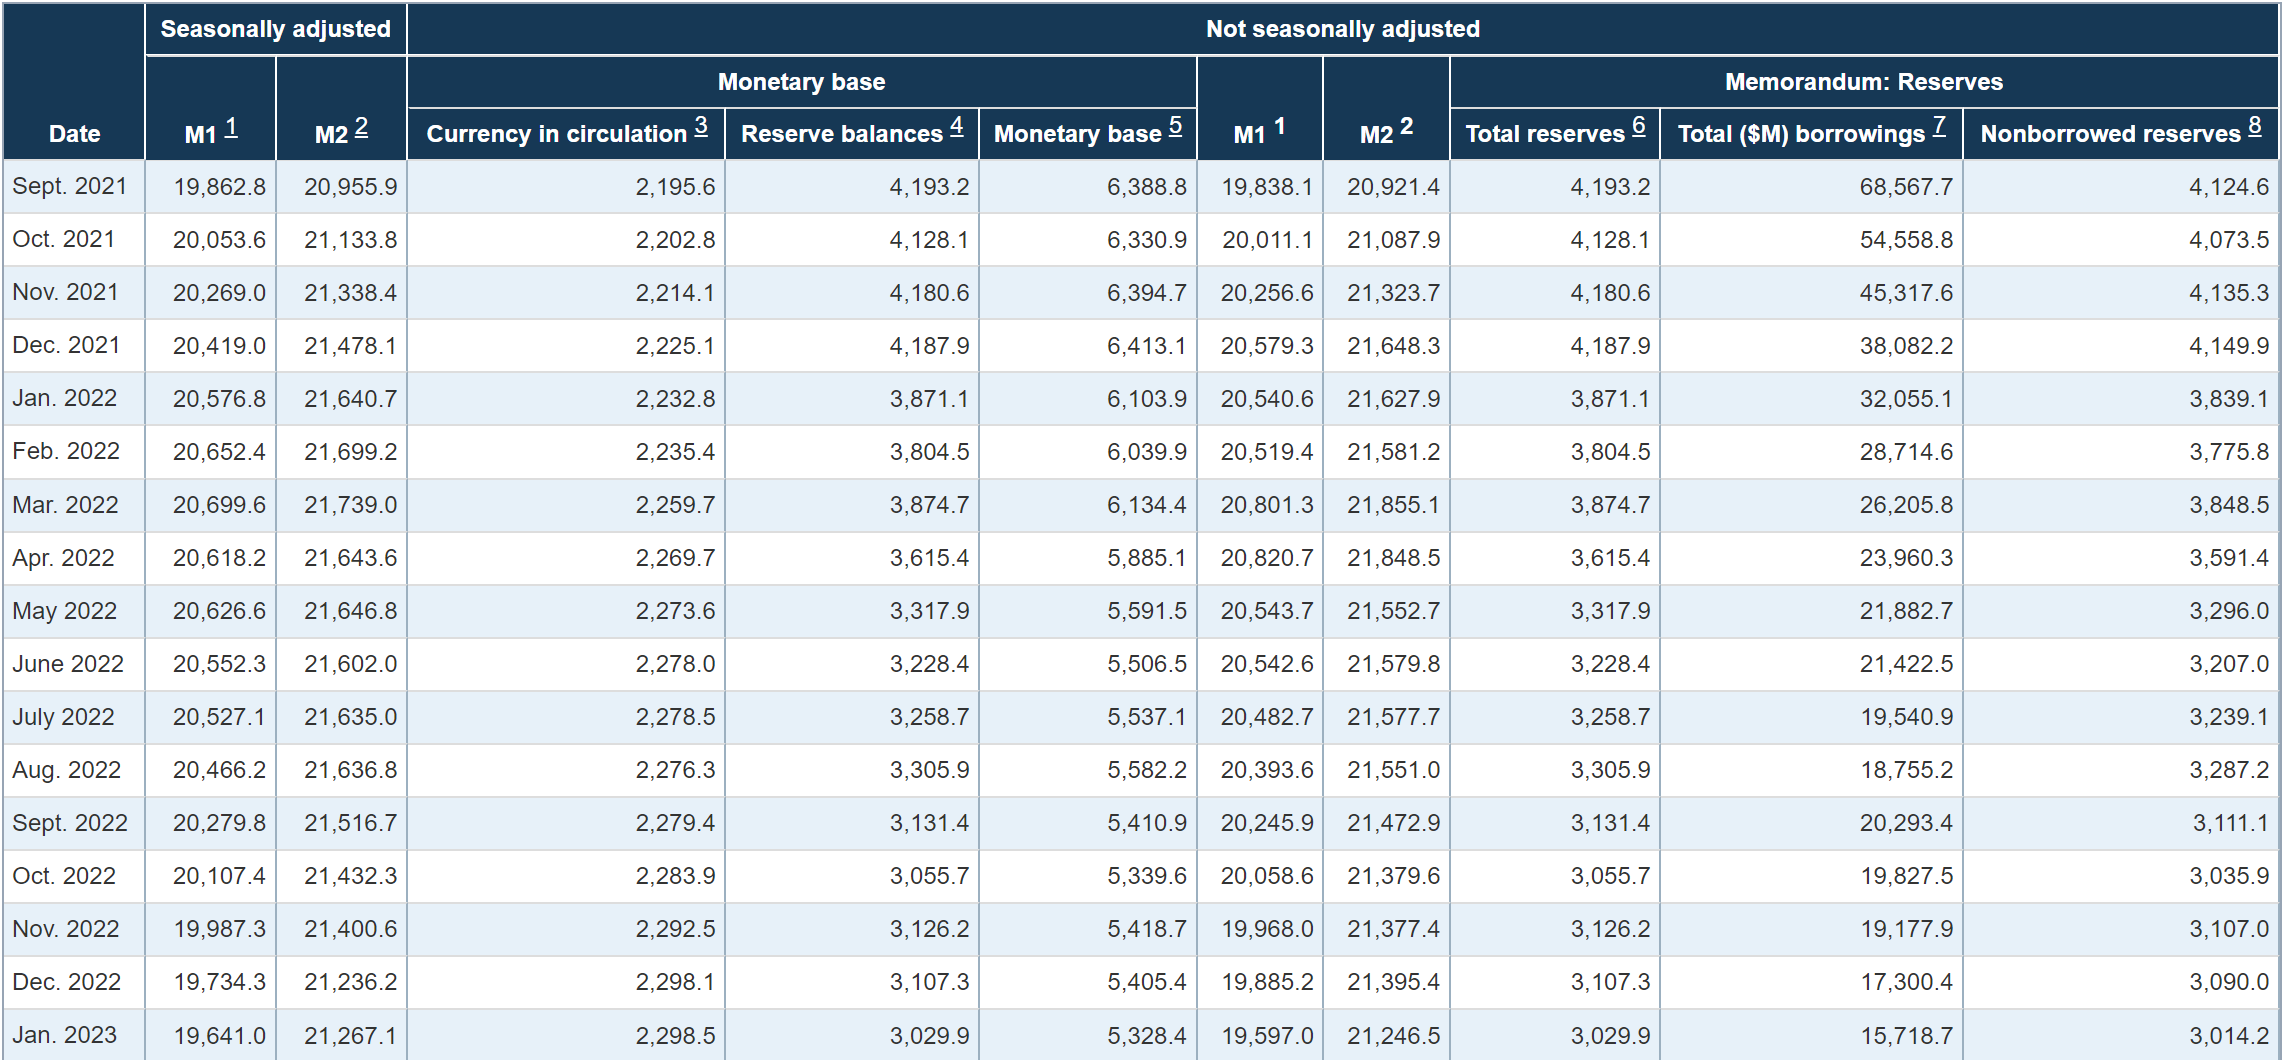 Seasonally adjusted Not seasonally adjusted
Monetary base Memorandum: Reserves
Date M1 1 M2 2 Currency in circulation 3 Reserve balances 4 Monetary base 5 M1 1 M2 2 Total reserves 6 Total ($M) borrowings 7 Nonborrowed reserves 8
Sept. 2021 19,862.8 20,955.9 2,195.6 4,193.2 6,388.8 19,838.1 20,921.4 4,193.2 68,567.7 4,124.6
Oct. 2021 20,053.6 21,133.8 2,202.8 4,128.1 6,330.9 20,011.1 21,087.9 4,128.1 54,558.8 4,073.5
Nov. 2021 20,269.0 21,338.4 2,214.1 4,180.6 6,394.7 20,256.6 21,323.7 4,180.6 45,317.6 4,135.3
Dec. 2021 20,419.0 21,478.1 2,225.1 4,187.9 6,413.1 20,579.3 21,648.3 4,187.9 38,082.2 4,149.9
Jan. 2022 20,576.8 21,640.7 2,232.8 3,871.1 6,103.9 20,540.6 21,627.9 3,871.1 32,055.1 3,839.1
Feb. 2022 20,652.4 21,699.2 2,235.4 3,804.5 6,039.9 20,519.4 21,581.2 3,804.5 28,714.6 3,775.8
Mar. 2022 20,699.6 21,739.0 2,259.7 3,874.7 6,134.4 20,801.3 21,855.1 3,874.7 26,205.8 3,848.5
Apr. 2022 20,618.2 21,643.6 2,269.7 3,615.4 5,885.1 20,820.7 21,848.5 3,615.4 23,960.3 3,591.4
May 2022 20,626.6 21,646.8 2,273.6 3,317.9 5,591.5 20,543.7 21,552.7 3,317.9 21,882.7 3,296.0
June 2022 20,552.3 21,602.0 2,278.0 3,228.4 5,506.5 20,542.6 21,579.8 3,228.4 21,422.5 3,207.0
July 2022 20,527.1 21,635.0 2,278.5 3,258.7 5,537.1 20,482.7 21,577.7 3,258.7 19,540.9 3,239.1
Aug. 2022 20,466.2 21,636.8 2,276.3 3,305.9 5,582.2 20,393.6 21,551.0 3,305.9 18,755.2 3,287.2
Sept. 2022 20,279.8 21,516.7 2,279.4 3,131.4 5,410.9 20,245.9 21,472.9 3,131.4 20,293.4 3,111.1
Oct. 2022 20,107.4 21,432.3 2,283.9 3,055.7 5,339.6 20,058.6 21,379.6 3,055.7 19,827.5 3,035.9
Nov. 2022 19,987.3 21,400.6 2,292.5 3,126.2 5,418.7 19,968.0 21,377.4 3,126.2 19,177.9 3,107.0
Dec. 2022 19,734.3 21,236.2 2,298.1 3,107.3 5,405.4 19,885.2 21,395.4 3,107.3 17,300.4 3,090.0
Jan. 2023 19,641.0 21,267.1 2,298.5 3,029.9 5,328.4 19,597.0 21,246.5 3,029.9 15,718.7 3,014.2